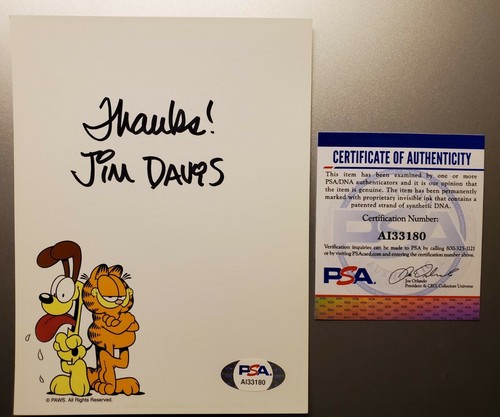 Thanks!
Jim Davis
© PAWS. All Rights Reserved.
PSA
AI33180
CERTIFICATE OF AUTHENTICITY
This item has been examined by one or more
PSA/DNA authenticators and it is our opinion that
the item is genuine. The item has been permanently
marked with proprietary invisible ink that contains a
patented strand of synthetic DNA.
Certification Number:
AI33180
Verification inquiries can be made to PSA by calling 800-325-1121
or by visiting PSAcard.com and entering the certification number above.
PSA
Joe Orlando
President & CEO, Collectors Universe